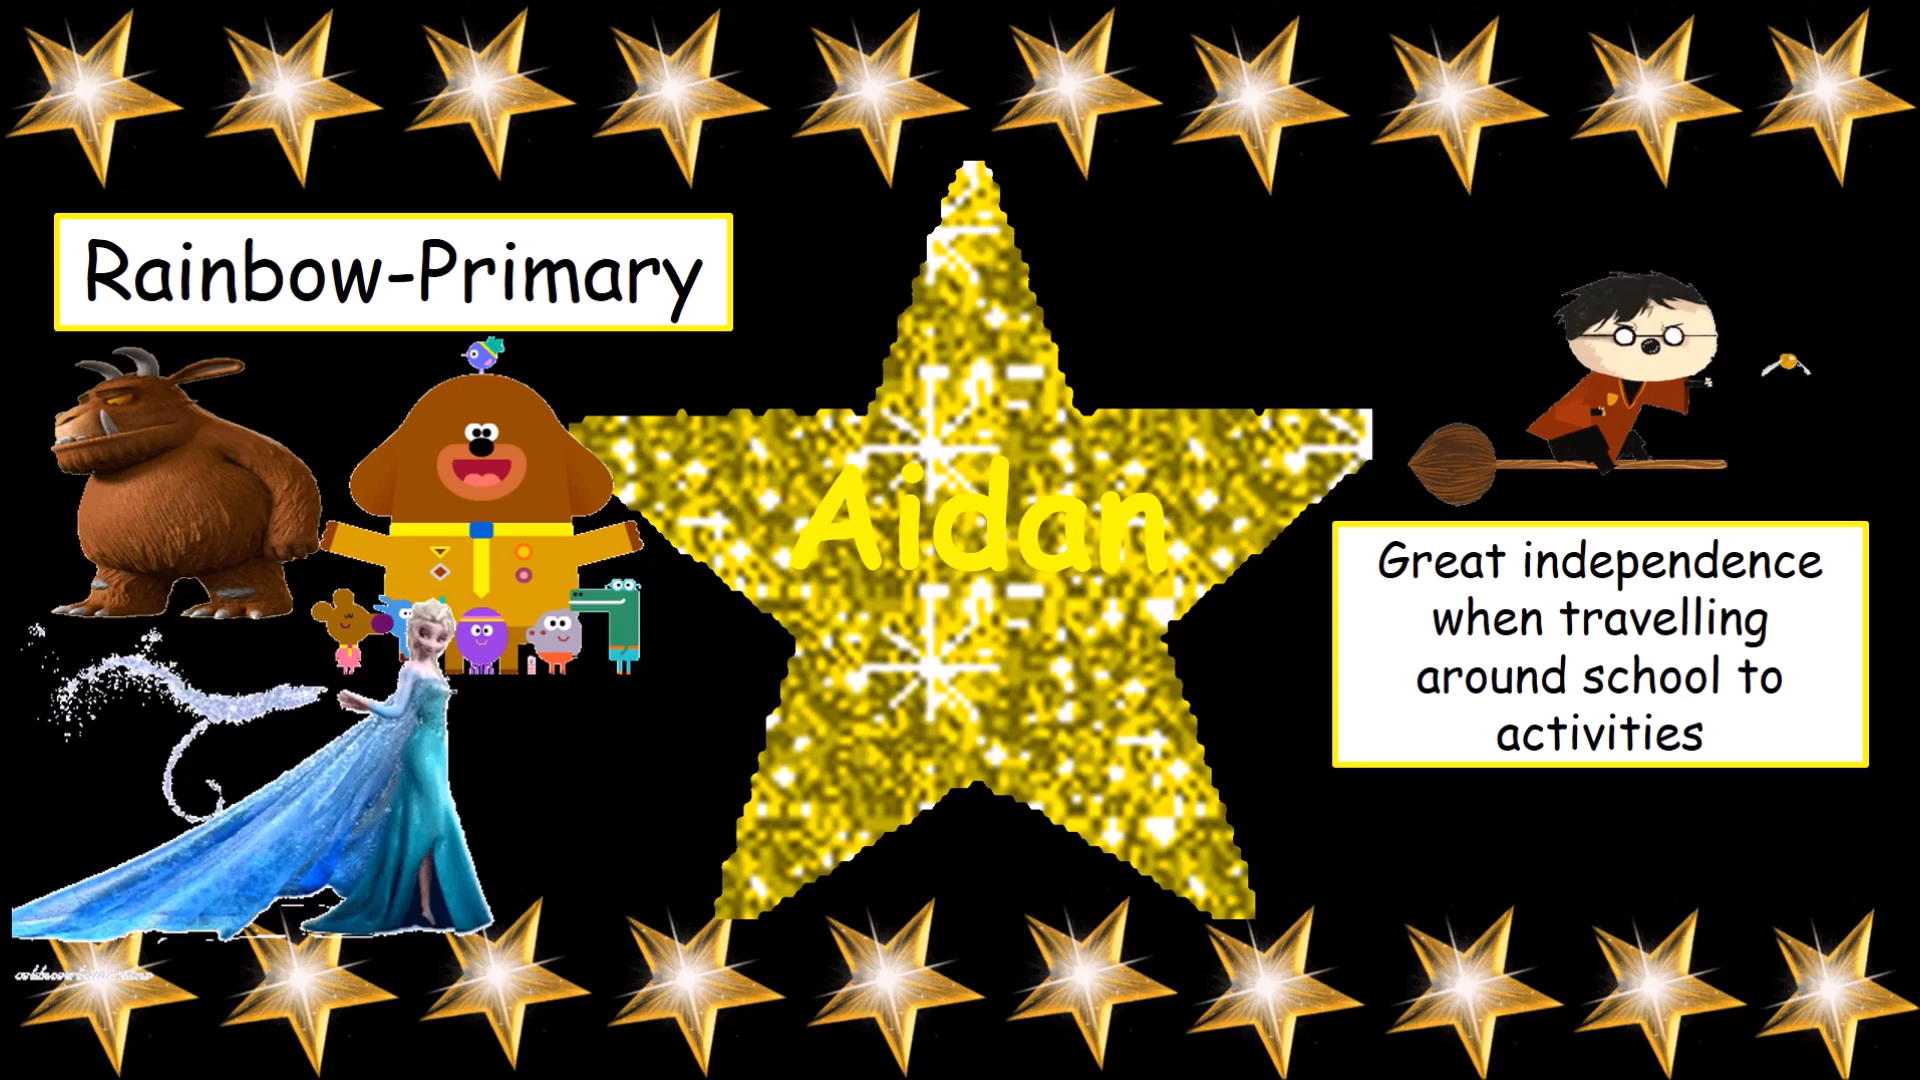 Rainbow-Primary
Aidan
Great independence
when travelling
around school to
activities